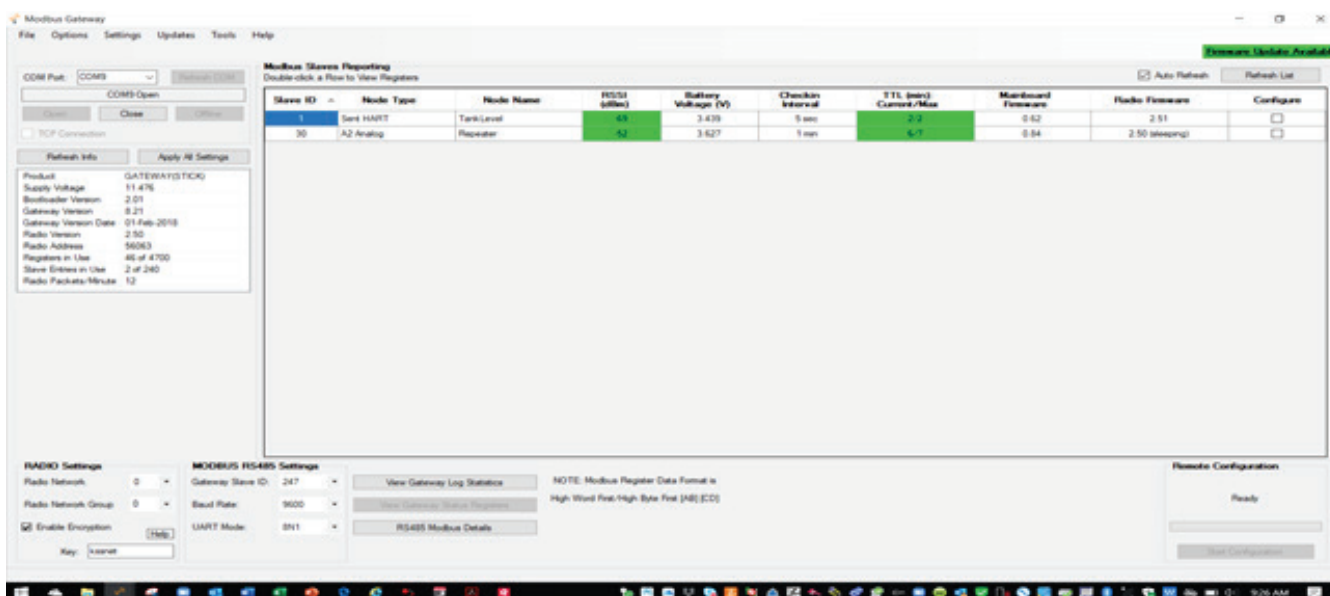 Modbus Gateway
File Options Settings Updates Tools Help
Firmware Update Availabl
COM Port: COM9 Refresh COM
COM9 Open
Open Close Offline
TCP Connection
Refresh Info Apply All Settings
Product GATEWAY(STICK)
Supply Voltage 11.476
Bootloader Version 2.01
Gateway Version 8.21
Gateway Version Date 01-Feb-2018
Radio Version 2.50
Radio Address 56063
Registers in Use 46 of 4700
Slave Entries in Use 2 of 240
Radio Packets/Minute 12
Modbus Slaves Reporting
Double-click a Row to View Registers
Auto Refresh Refresh List
Slave ID Node Type Node Name RSSI (dBm) Battery Voltage (V) Checkin Interval TTL (min) Current/Max Mainboard Firmware Radio Firmware Configure
1 Sent HART TankLevel 3.439 5 sec 2/2 0.62 2.51
30 A2 Analog Repeater -52 3.627 1 min 6/7 0.84 2.50 (sleeping)
RADIO Settings
Radio Network 0
Radio Network Group 0
Enable Encryption Help
Key:
MODBUS RS485 Settings
Gateway Slave ID: 247
Baud Rate: 9600
UART Mode: 8N1
View Gateway Log Statistics
View Gateway Status Registers
RS485 Modbus Details
NOTE: Modbus Register Data Format is
High Word First/High Byte First [AB] [CD]
Remote Configuration
Ready
Start Configuration
9:26 AM